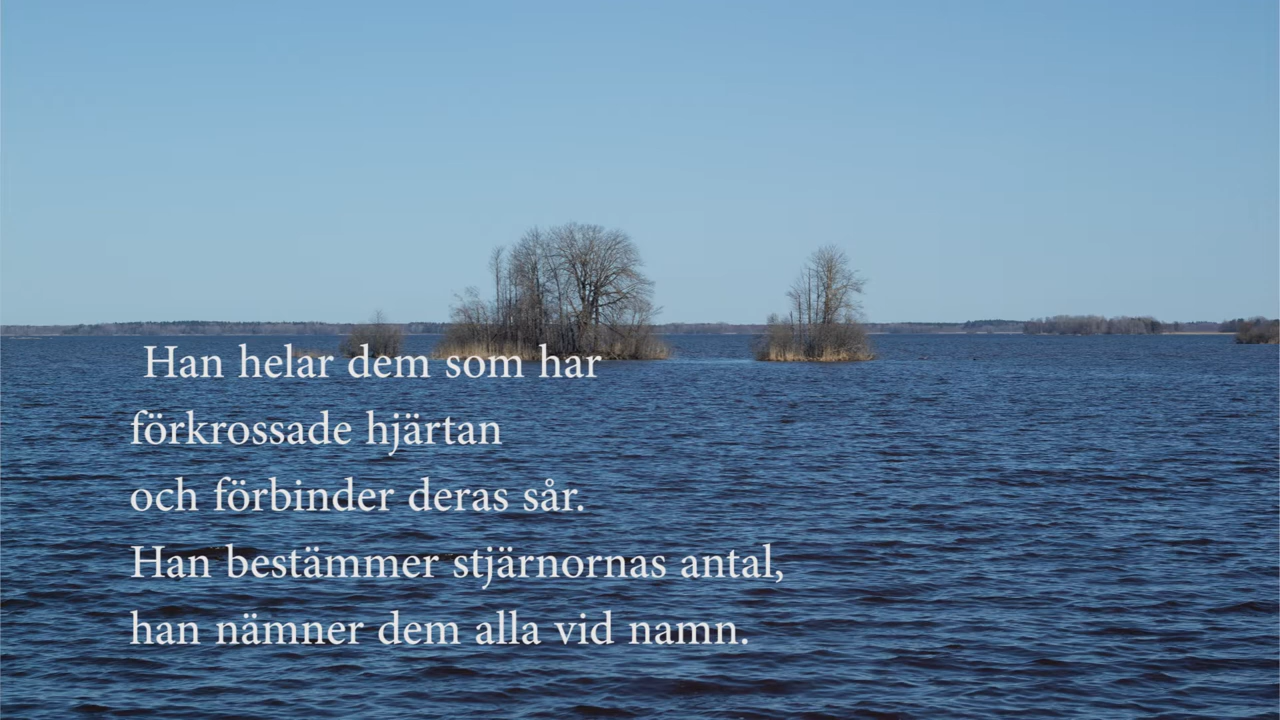 Han helar dem som har
förkrossade hjärtan
och förbinder deras sår.
Han bestämmer stjärnornas antal,
han nämner dem alla vid namn.